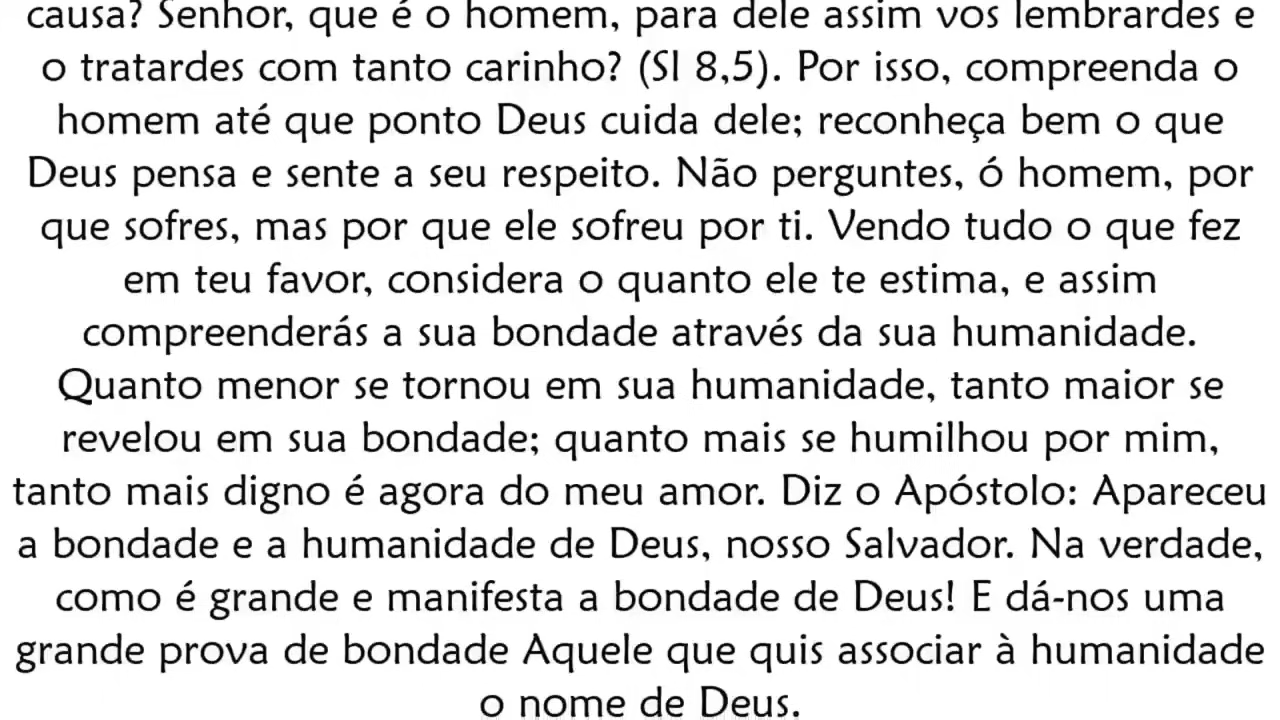 causa? Senhor, que é o homem, para dele assim vos lembrardes e
o tratardes com tanto carinho? (Sl 8,5). Por isso, compreenda o
homem até que ponto Deus cuida dele; reconheça bem o que
Deus pensa e sente a seu respeito. Não perguntes, ó homem, por
que sofres, mas por que ele sofreu por ti. Vendo tudo o que fez
em teu favor, considera o quanto ele te estima, e assim
compreenderás a sua bondade através da sua humanidade.
Quanto menor se tornou em sua humanidade, tanto maior se
revelou em sua bondade; quanto mais se humilhou por mim,
tanto mais digno é agora do meu amor. Diz o Apóstolo: Apareceu
a bondade e a humanidade de Deus, nosso Salvador. Na verdade,
como é grande e manifesta a bondade de Deus! E dá-nos uma
grande prova de bondade Aquele que quis associar à humanidade
o nome de Deus.